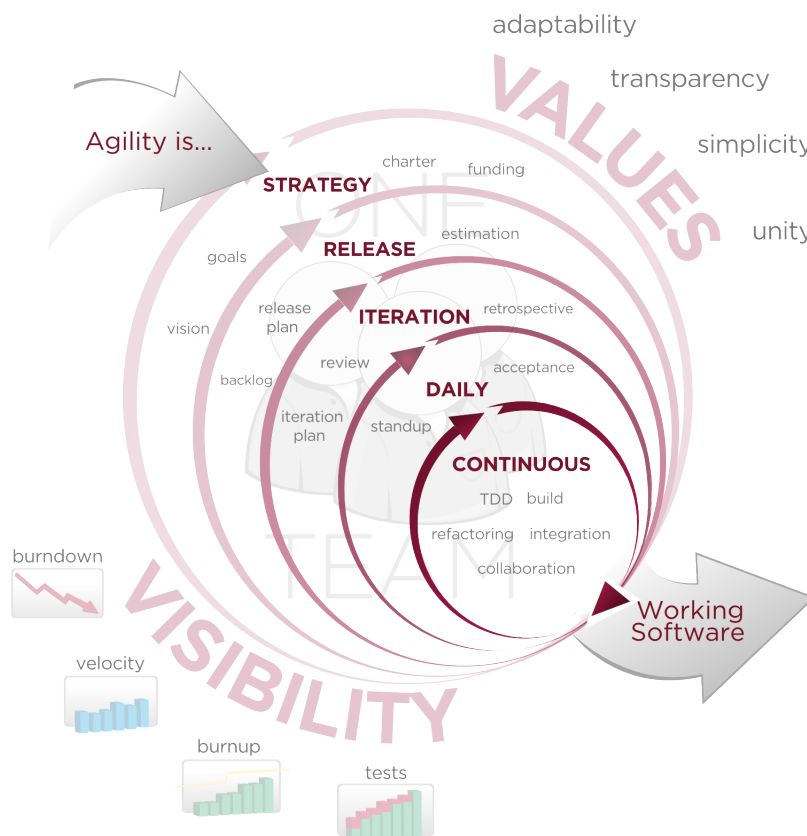 adaptability
transparency
simplicity
unity
VALUES
Agility is...
STRATEGY
charter
funding
ONE
goals
RELEASE
estimation
vision
release
plan
ITERATION
retrospective
backlog
review
acceptance
DAILY
iteration
plan
standup
CONTINUOUS
TDD
build
refactoring
integration
TEAM
collaboration
Working
Software
VISIBILITY
burndown
velocity
burnup
tests